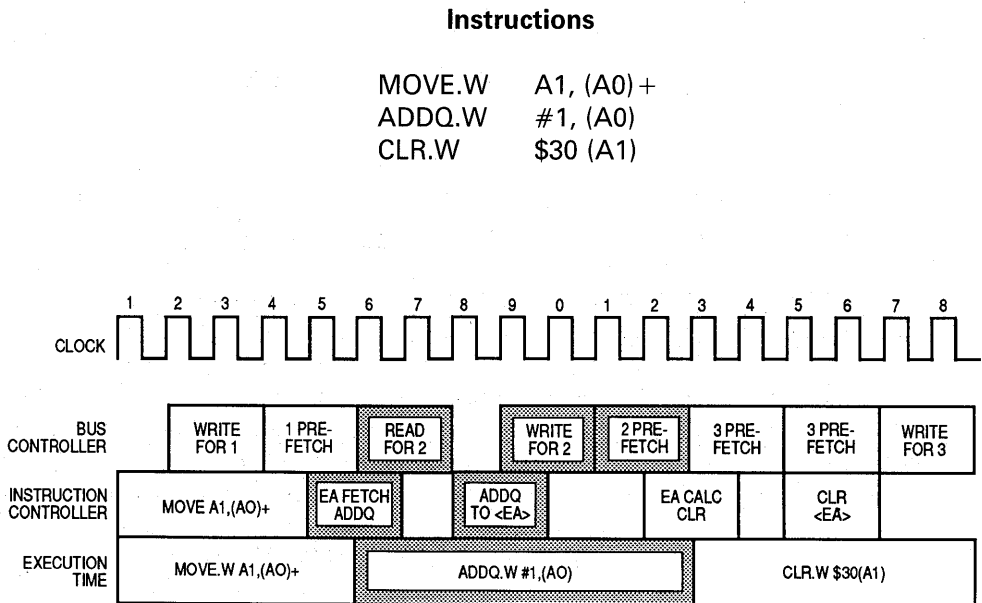 Instructions
MOVE.W A1, (A0)+
ADDQ.W #1, (A0)
CLR.W $30 (A1)
1 2 3 4 5 6 7 8 9 0 1 2 3 4 5 6 7 8
CLOCK
BUS
CONTROLLER
WRITE
FOR 1
1 PRE-
FETCH
READ
FOR 2
WRITE
FOR 2
2 PRE-
FETCH
3 PRE-
FETCH
3 PRE-
FETCH
WRITE
FOR 3
INSTRUCTION
CONTROLLER
MOVE A1,(AO)+
EA FETCH
ADDQ
ADDQ
TO <EA>
EA CALC
CLR
CLR
<EA>
EXECUTION
TIME
MOVE.W A1,(AO)+
ADDQ.W #1,(AO)
CLR.W $30(A1)